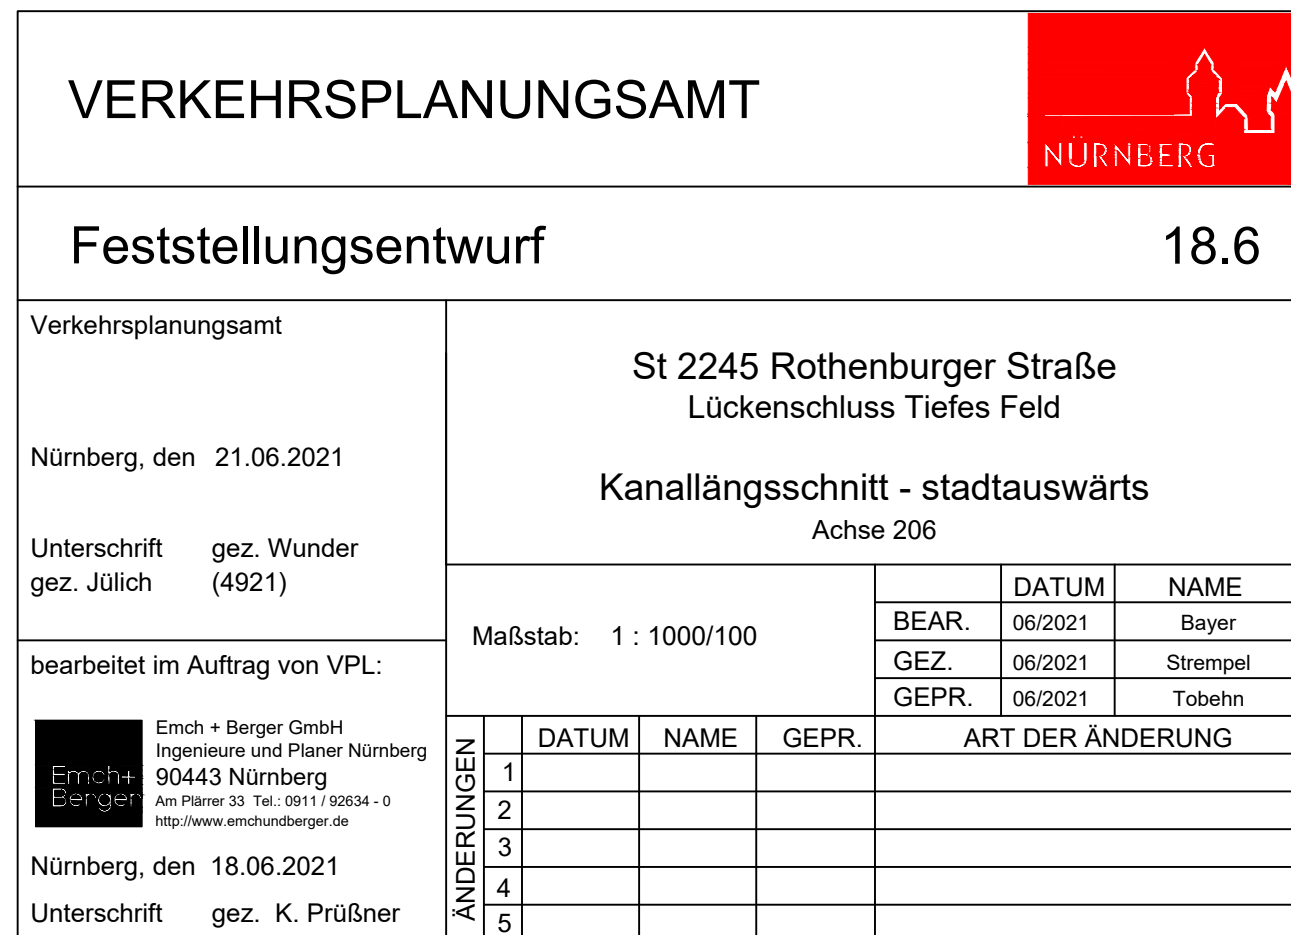 VERKEHRSPLANUNGSAMT
NÜRNBERG
Feststellungsentwurf 18.6
Verkehrsplanungsamt
Nürnberg, den 21.06.2021
Unterschrift gez. Wunder
gez. Jülich (4921)
St 2245 Rothenburger Straße
Lückenschluss Tiefes Feld
Kanallängsschnitt - stadtauswärts
Achse 206
Maßstab: 1 : 1000/100
DATUM NAME
BEAR. 06/2021 Bayer
GEZ. 06/2021 Strempel
GEPR. 06/2021 Tobehn
bearbeitet im Auftrag von VPL:
Emch+
Berger
Emch + Berger GmbH
Ingenieure und Planer Nürnberg
90443 Nürnberg
Am Plärrer 33 Tel.: 0911 / 92634 - 0
http://www.emchundberger.de
Nürnberg, den 18.06.2021
Unterschrift gez. K. Prüßner
ÄNDERUNGEN
DATUM NAME GEPR. ART DER ÄNDERUNG
1
2
3
4
5